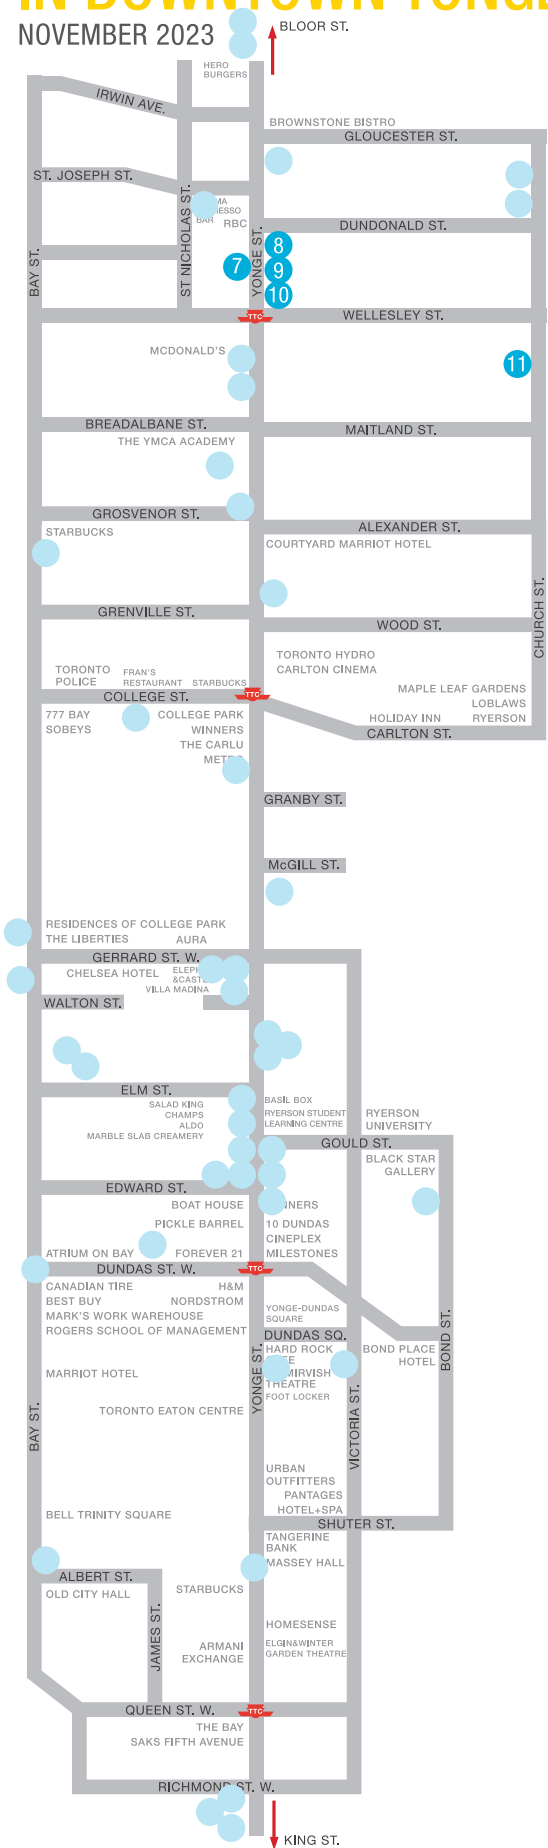 IN DOWNTOWN YONGE
NOVEMBER 2023
BLOOR ST.
HERO
BURGERS
IRWIN AVE.
BROWNSTONE BISTRO
GLOUCESTER ST.
ST. JOSEPH ST.
ST NICHOLAS ST.
BAR
RBC
DUNDONALD ST.
BAY ST.
YONGE ST.
7
8
9
10
TTC
WELLESLEY ST.
MCDONALD'S
11
BREADALBANE ST.
MAITLAND ST.
THE YMCA ACADEMY
GROSVENOR ST.
ALEXANDER ST.
STARBUCKS
COURTYARD MARRIOT HOTEL
CHURCH ST.
GRENVILLE ST.
WOOD ST.
TORONTO HYDRO
CARLTON CINEMA
TORONTO
POLICE
FRAN'S
RESTAURANT
STARBUCKS
COLLEGE ST.
TTC
MAPLE LEAF GARDENS
LOBLAWS
HOLIDAY INN
RYERSON
CARLTON ST.
777 BAY
SOBEYS
COLLEGE PARK
WINNERS
THE CARLU
METRO
GRANBY ST.
McGILL ST.
RESIDENCES OF COLLEGE PARK
THE LIBERTIES
AURA
GERRARD ST. W.
CHELSEA HOTEL
&CASTLE
VILLA MADINA
WALTON ST.
ELM ST.
SALAD KING
CHAMPS
ALDO
MARBLE SLAB CREAMERY
BASIL BOX
RYERSON STUDENT
LEARNING CENTRE
RYERSON
UNIVERSITY
GOULD ST.
BLACK STAR
GALLERY
EDWARD ST.
BOAT HOUSE
PICKLE BARREL
10 DUNDAS
CINEPLEX
MILESTONES
ATRIUM ON BAY
FOREVER 21
DUNDAS ST. W.
TTC
CANADIAN TIRE
H&M
BEST BUY
NORDSTROM
MARK'S WORK WAREHOUSE
ROGERS SCHOOL OF MANAGEMENT
YONGE-DUNDAS
SQUARE
DUNDAS SQ.
HARD ROCK
MIRVISH
THEATRE
FOOT LOCKER
BOND PLACE
HOTEL
BOND ST.
YONGE ST.
VICTORIA ST.
BAY ST.
MARRIOT HOTEL
TORONTO EATON CENTRE
URBAN
OUTFITTERS
PANTAGES
HOTEL+SPA
BELL TRINITY SQUARE
SHUTER ST.
TANGERINE
BANK
MASSEY HALL
ALBERT ST.
STARBUCKS
OLD CITY HALL
JAMES ST.
HOMESENSE
ARMANI
EXCHANGE
ELGIN&WINTER
GARDEN THEATRE
QUEEN ST. W.
TTC
THE BAY
SAKS FIFTH AVENUE
RICHMOND ST. W.
KING ST.